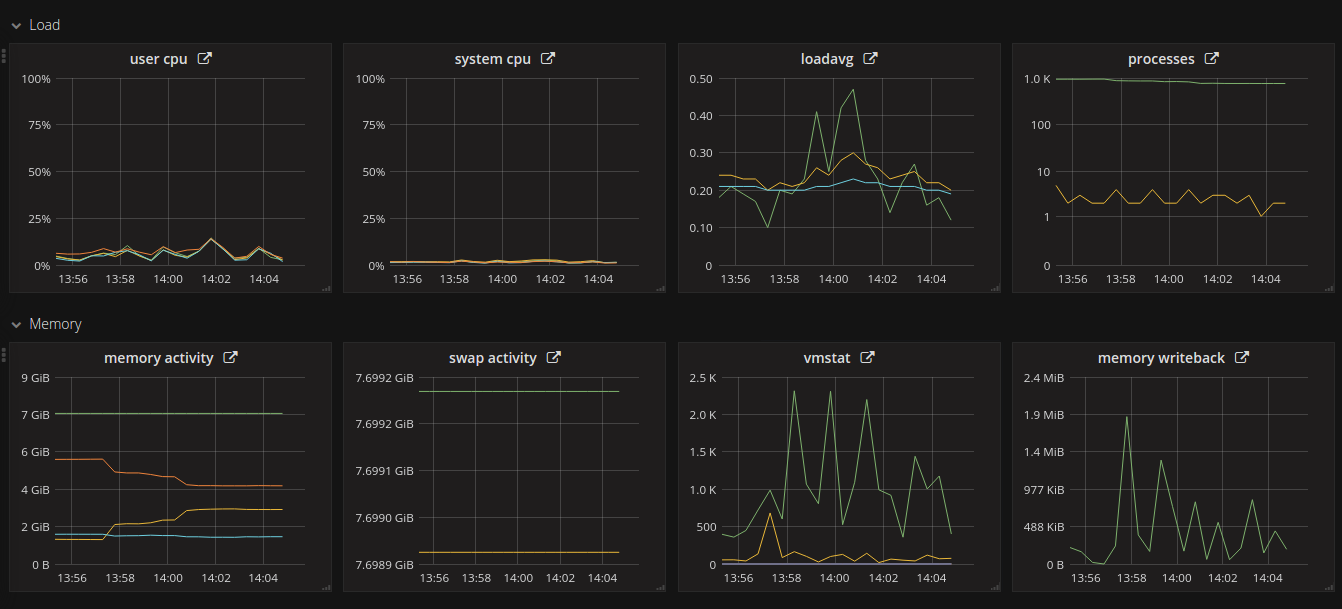 Load
user cpu
100%
75%
50%
25%
0%
13:56 13:58 14:00 14:02 14:04
system cpu
100%
75%
50%
25%
0%
13:56 13:58 14:00 14:02 14:04
loadavg
0.50
0.40
0.30
0.20
0.10
0
13:56 13:58 14:00 14:02 14:04
processes
1.0 K
100
10
1
0
13:56 13:58 14:00 14:02 14:04
Memory
memory activity
9 GiB
7 GiB
6 GiB
4 GiB
2 GiB
0 B
13:56 13:58 14:00 14:02 14:04
swap activity
7.6992 GiB
7.6992 GiB
7.6991 GiB
7.6990 GiB
7.6989 GiB
13:56 13:58 14:00 14:02 14:04
vmstat
2.5 K
2.0 K
1.5 K
1.0 K
500
0
13:56 13:58 14:00 14:02 14:04
memory writeback
2.4 MiB
1.9 MiB
1.4 MiB
977 KiB
488 KiB
0 B
13:56 13:58 14:00 14:02 14:04